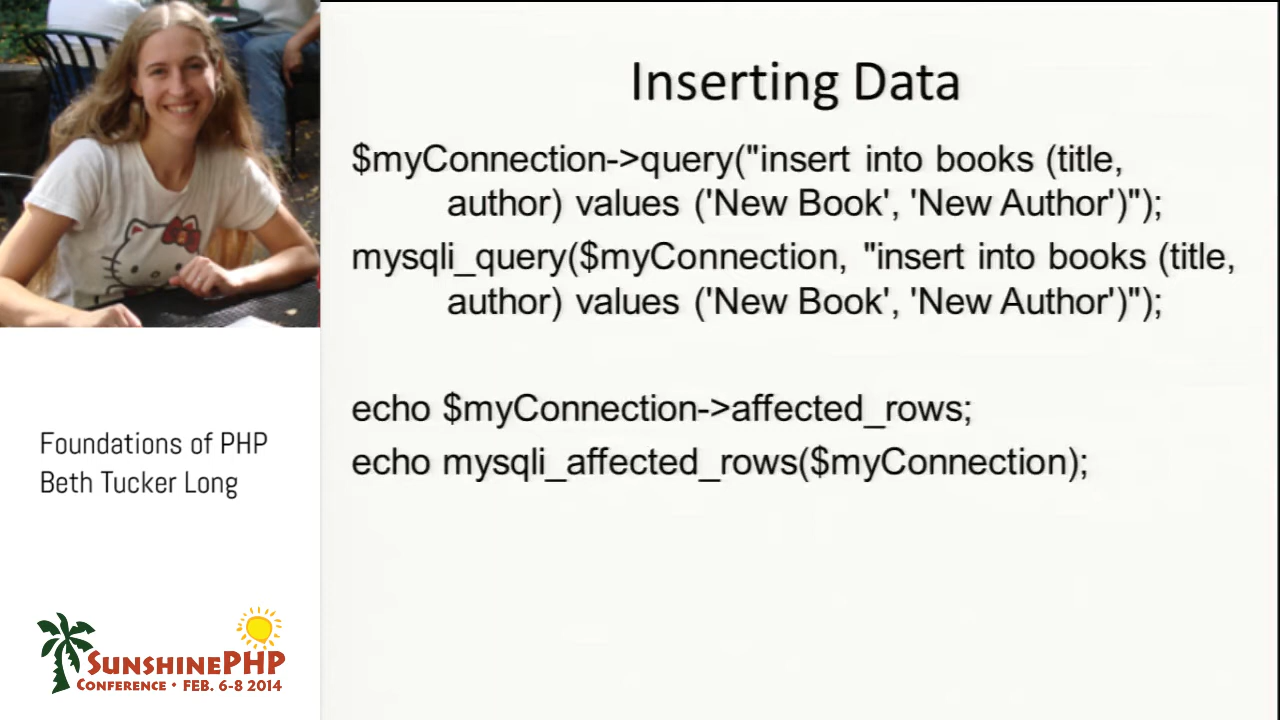 Inserting Data
$myConnection->query("insert into books (title,
author) values ('New Book', 'New Author')");
mysqli_query($myConnection, "insert into books (title,
author) values ('New Book', 'New Author')");
echo $myConnection->affected_rows;
echo mysqli_affected_rows($myConnection);
Foundations of PHP
Beth Tucker Long
SUNSHINEPHP
CONFERENCE • FEB. 6-8 2014